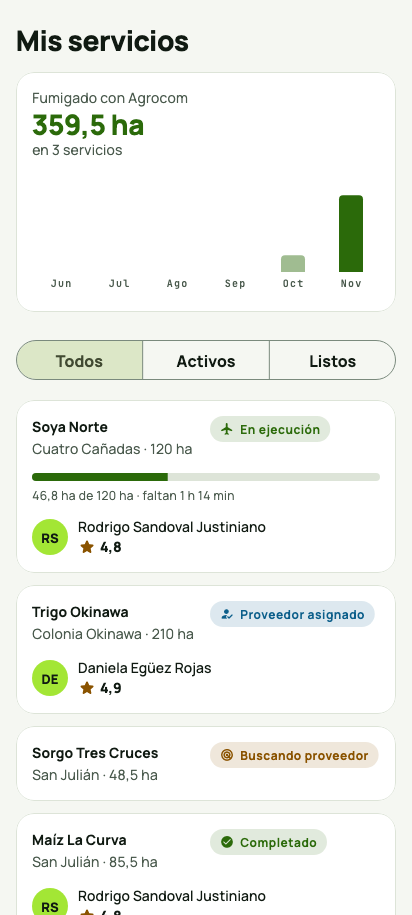 Mis servicios
Fumigado con Agrocom
359,5 ha
en 3 servicios
Jun Jul Ago Sep Oct Nov
Todos Activos Listos
Soya Norte En ejecución
Cuatro Cañadas · 120 ha
46,8 ha de 120 ha · faltan 1 h 14 min
RS Rodrigo Sandoval Justiniano
4,8
Trigo Okinawa Proveedor asignado
Colonia Okinawa · 210 ha
DE Daniela Egüez Rojas
4,9
Sorgo Tres Cruces Buscando proveedor
San Julián · 48,5 ha
Maíz La Curva Completado
San Julián · 85,5 ha
RS Rodrigo Sandoval Justiniano